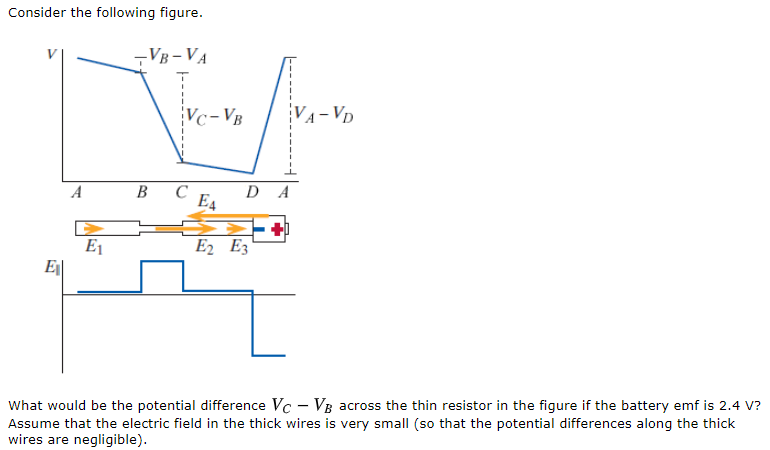 Consider the following figure.
V
V_B – V_A
V_C – V_B
V_A – V_D
A B C D A
E_4
E_1 E_2 E_3
E_∥
What would be the potential difference V_C − V_B across the thin resistor in the figure if the battery emf is 2.4 V?
Assume that the electric field in the thick wires is very small (so that the potential differences along the thick
wires are negligible).